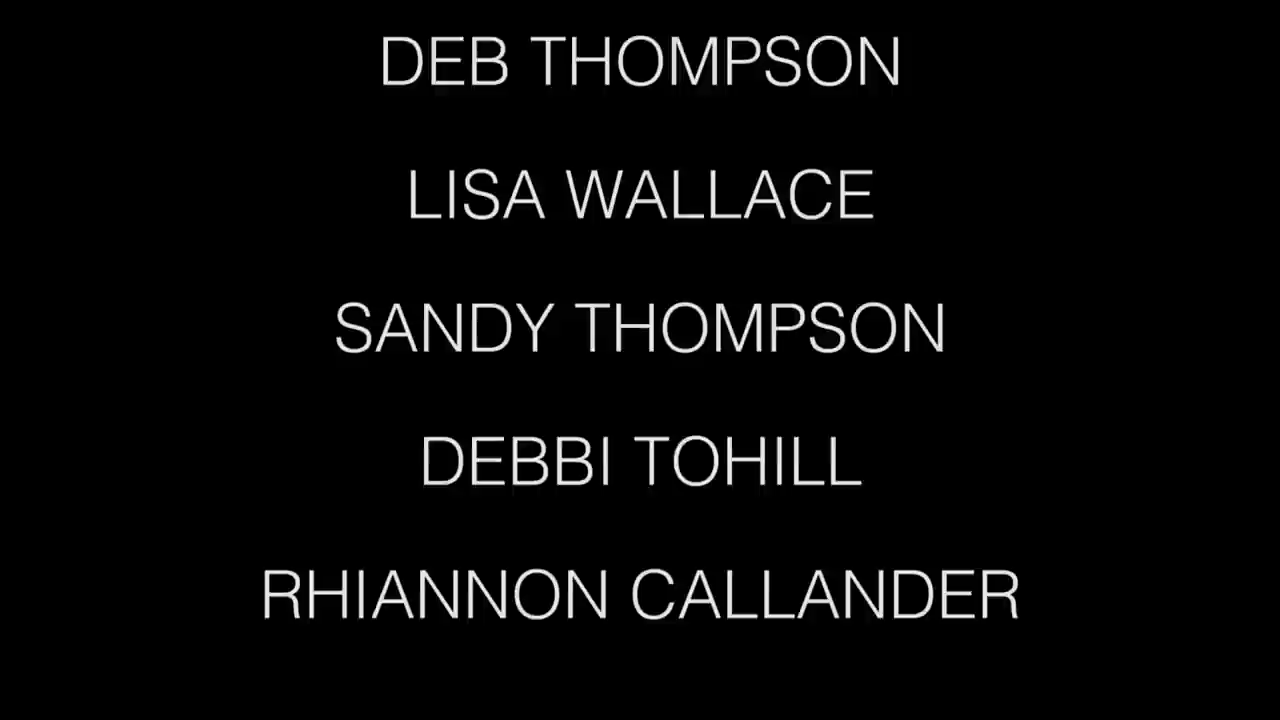 DEB THOMPSON
LISA WALLACE
SANDY THOMPSON
DEBBI TOHILL
RHIANNON CALLANDER